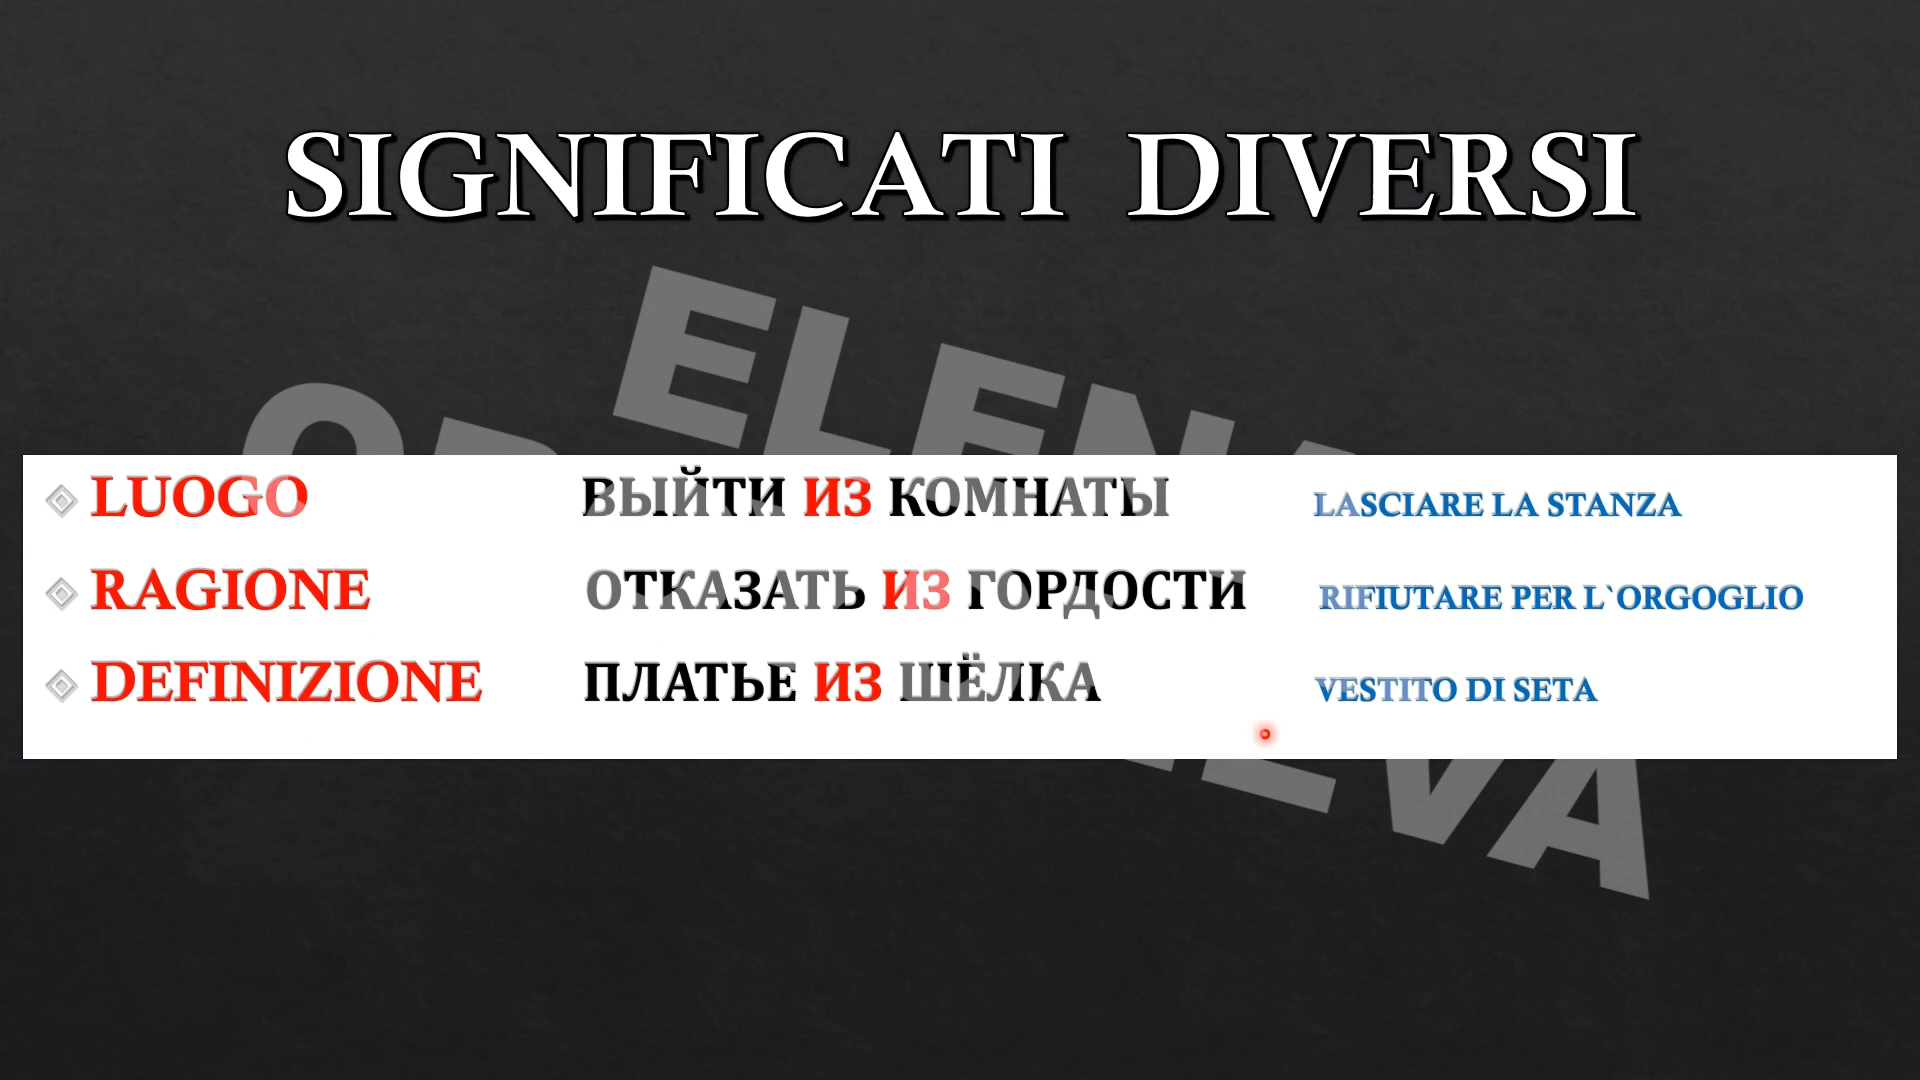 SIGNIFICATI DIVERSI
ELENA
LUOGO ВЫЙТИ ИЗ КОМНАТЫ LASCIARE LA STANZA
RAGIONE ОТКАЗАТЬ ИЗ ГОРДОСТИ RIFIUTARE PER L`ORGOGLIO
DEFINIZIONE ПЛАТЬЕ ИЗ ШЁЛКА VESTITO DI SETA